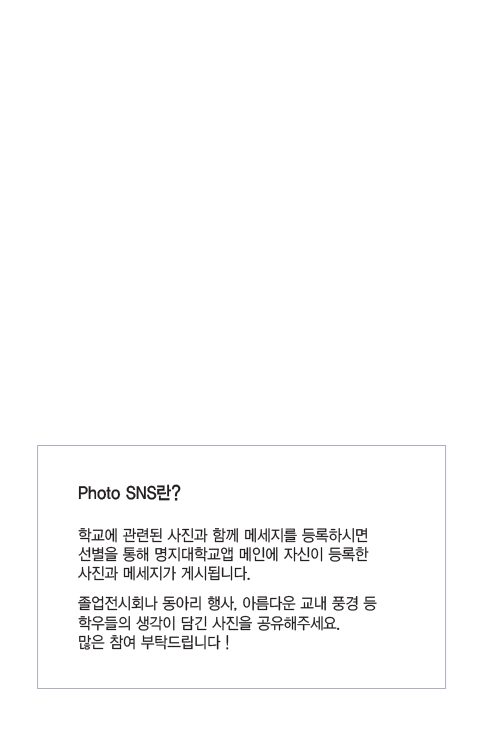 Photo SNS란?
학교에 관련된 사진과 함께 메세지를 등록하시면
선별을 통해 명지대학교앱 메인에 자신이 등록한
사진과 메세지가 게시됩니다.
졸업전시회나 동아리 행사, 아름다운 교내 풍경 등
학우들의 생각이 담긴 사진을 공유해주세요.
많은 참여 부탁드립니다 !